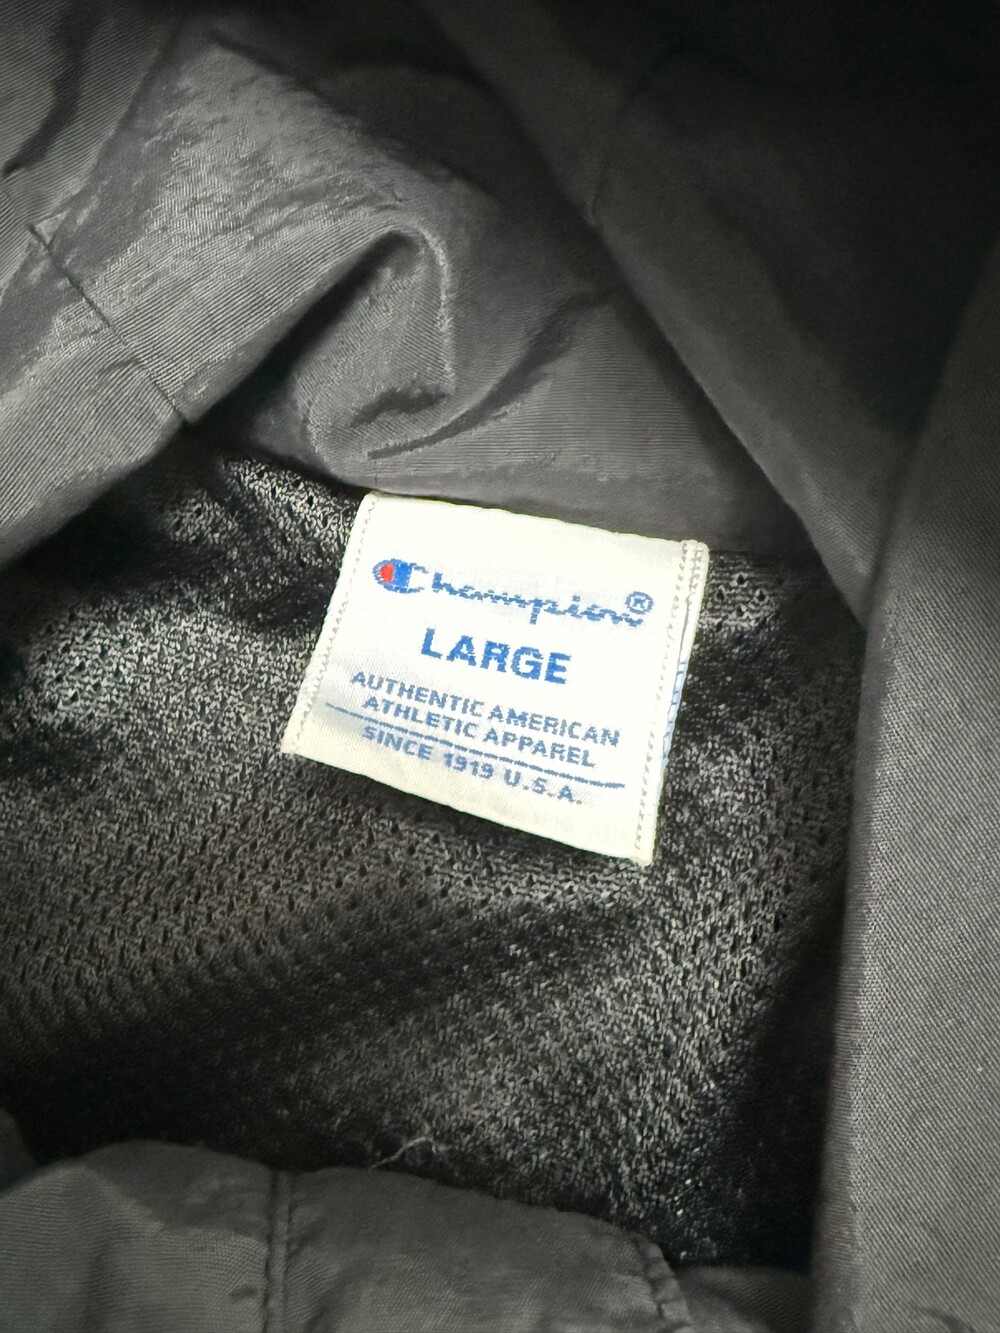 Champion®
LARGE
AUTHENTIC AMERICAN
ATHLETIC APPAREL
SINCE 1919 U.S.A.